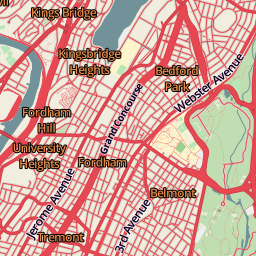 Kings Bridge
Kingsbridge
Heights
Bedford
Park
Webster Avenue
Grand Concourse
Fordham
Hill
University
Heights
Fordham
Belmont
Jerome Avenue
3rd Avenue
Tremont